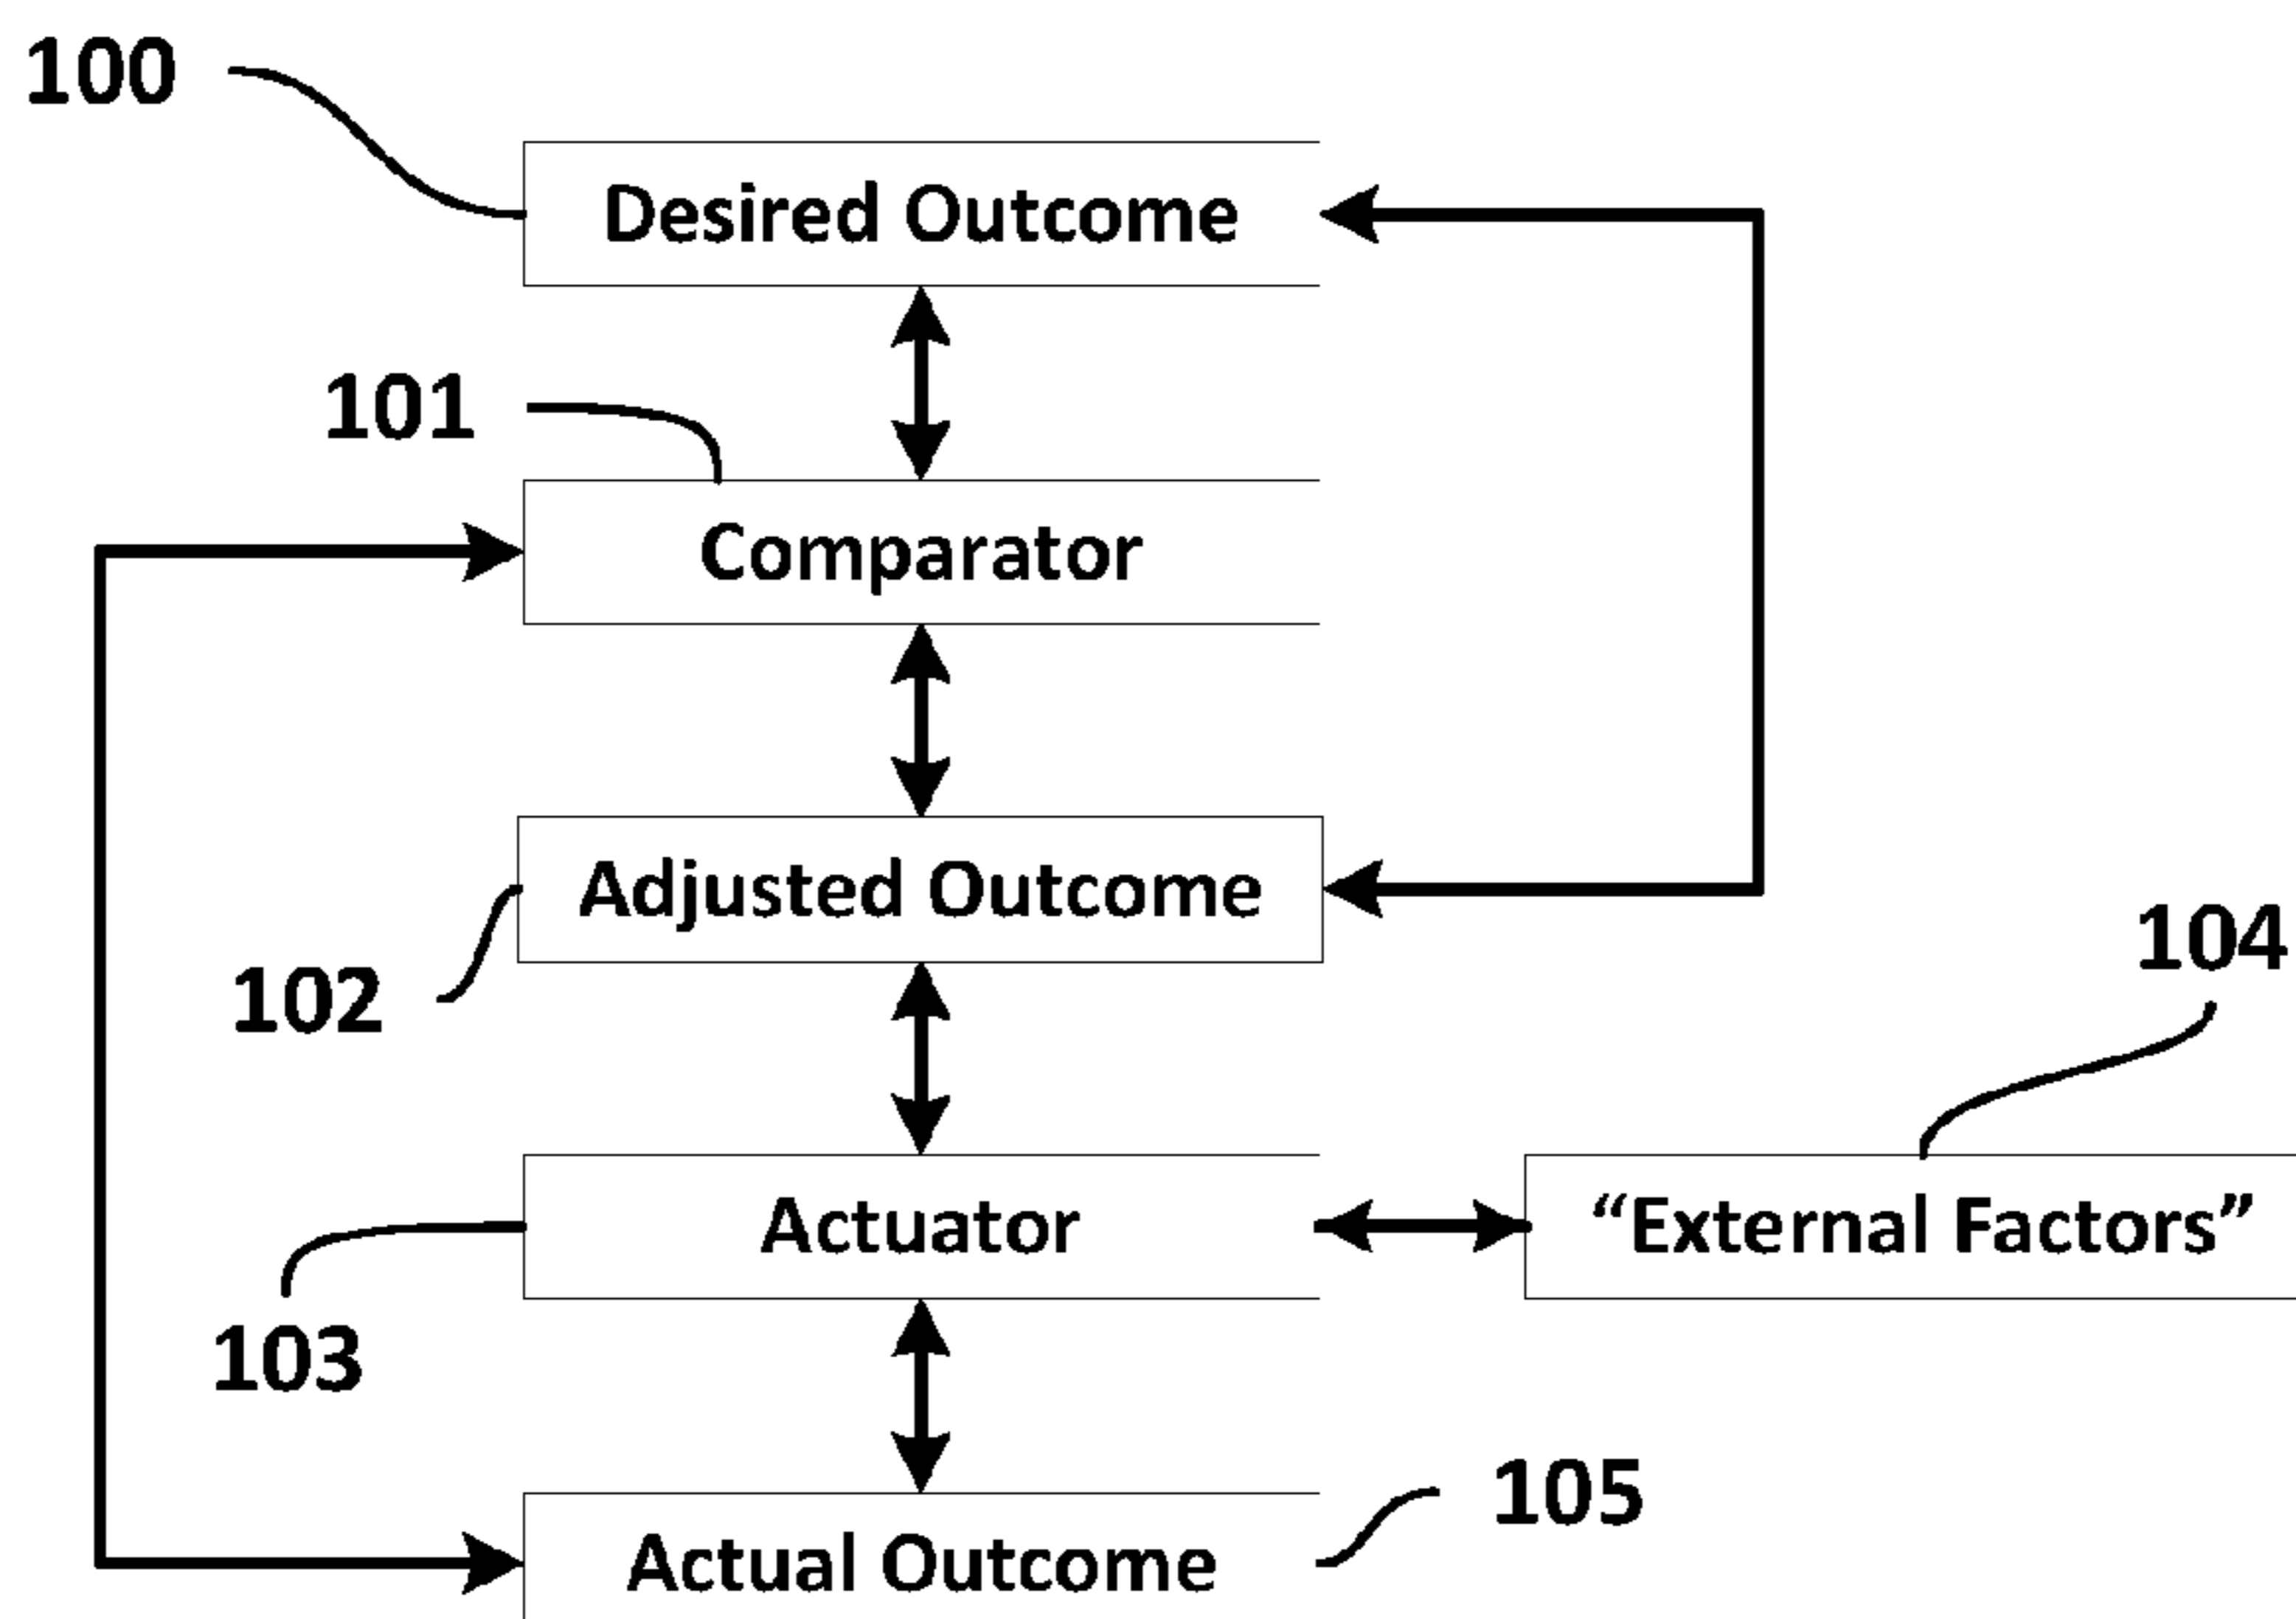 100
Desired Outcome
101
Comparator
Adjusted Outcome
102
104
Actuator
“External Factors”
103
105
Actual Outcome